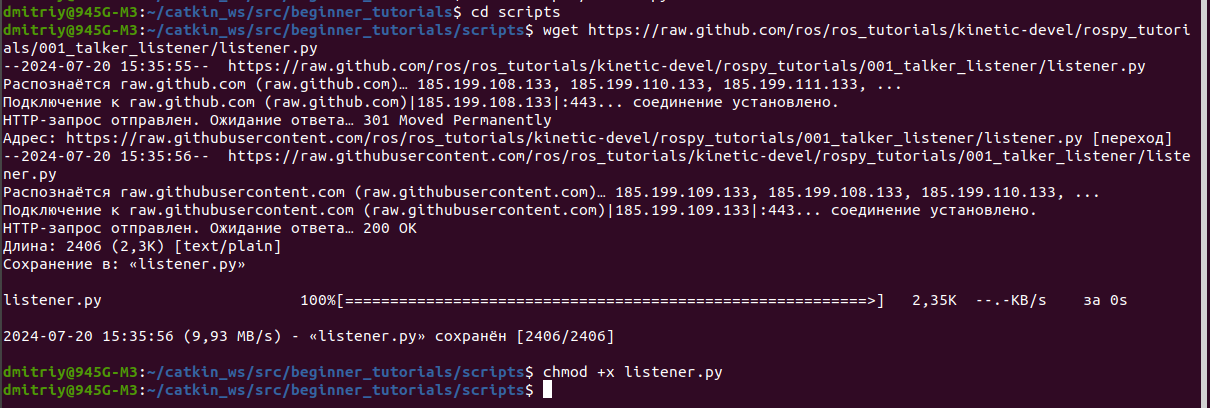 dmitriy@945G-M3:~/catkin_ws/src/beginner_tutorials$ cd scripts
dmitriy@945G-M3:~/catkin_ws/src/beginner_tutorials/scripts$ wget https://raw.github.com/ros/ros_tutorials/kinetic-devel/rospy_tutori
als/001_talker_listener/listener.py
--2024-07-20 15:35:55--  https://raw.github.com/ros/ros_tutorials/kinetic-devel/rospy_tutorials/001_talker_listener/listener.py
Распознаётся raw.github.com (raw.github.com)… 185.199.108.133, 185.199.110.133, 185.199.111.133, ...
Подключение к raw.github.com (raw.github.com)|185.199.108.133|:443... соединение установлено.
HTTP-запрос отправлен. Ожидание ответа… 301 Moved Permanently
Адрес: https://raw.githubusercontent.com/ros/ros_tutorials/kinetic-devel/rospy_tutorials/001_talker_listener/listener.py [переход]
--2024-07-20 15:35:56--  https://raw.githubusercontent.com/ros/ros_tutorials/kinetic-devel/rospy_tutorials/001_talker_listener/liste
ner.py
Распознаётся raw.githubusercontent.com (raw.githubusercontent.com)… 185.199.109.133, 185.199.108.133, 185.199.110.133, ...
Подключение к raw.githubusercontent.com (raw.githubusercontent.com)|185.199.109.133|:443... соединение установлено.
HTTP-запрос отправлен. Ожидание ответа… 200 OK
Длина: 2406 (2,3K) [text/plain]
Сохранение в: «listener.py»
listener.py                      100%[==========================================================>]   2,35K  --.-KB/s    за 0s
2024-07-20 15:35:56 (9,93 MB/s) - «listener.py» сохранён [2406/2406]
dmitriy@945G-M3:~/catkin_ws/src/beginner_tutorials/scripts$ chmod +x listener.py
dmitriy@945G-M3:~/catkin_ws/src/beginner_tutorials/scripts$